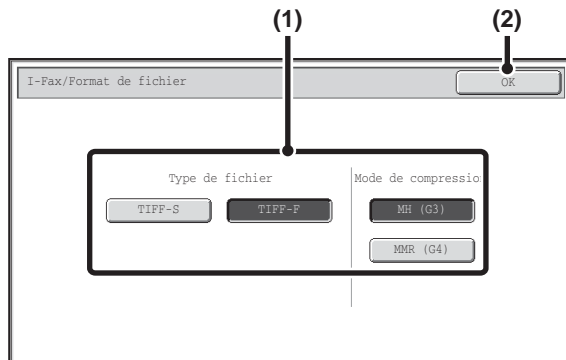 (1) (2)
I-Fax/Format de fichier OK
Type de fichier Mode de compressio
TIFF-S TIFF-F MH (G3)
MMR (G4)